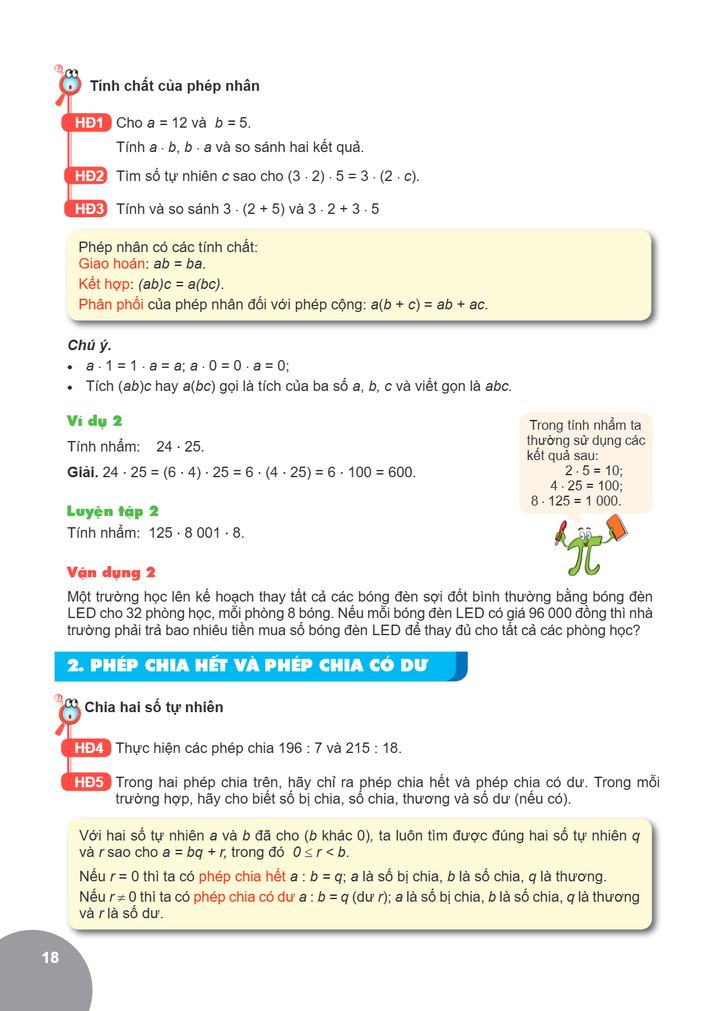 Tính chất của phép nhân
HĐ1 Cho a = 12 và b = 5.
Tính a · b, b · a và so sánh hai kết quả.
HĐ2 Tìm số tự nhiên c sao cho (3 · 2) · 5 = 3 · (2 · c).
HĐ3 Tính và so sánh 3 · (2 + 5) và 3 · 2 + 3 · 5
Phép nhân có các tính chất:
Giao hoán: ab = ba.
Kết hợp: (ab)c = a(bc).
Phân phối của phép nhân đối với phép cộng: a(b + c) = ab + ac.
Chú ý.
• a · 1 = 1 · a = a; a · 0 = 0 · a = 0;
• Tích (ab)c hay a(bc) gọi là tích của ba số a, b, c và viết gọn là abc.
Ví dụ 2
Tính nhẩm: 24 · 25.
Giải. 24 · 25 = (6 · 4) · 25 = 6 · (4 · 25) = 6 · 100 = 600.
Trong tính nhẩm ta
thường sử dụng các
kết quả sau:
2 · 5 = 10;
4 · 25 = 100;
8 · 125 = 1 000.
π
Luyện tập 2
Tính nhẩm: 125 · 8 001 · 8.
Vận dụng 2
Một trường học lên kế hoạch thay tất cả các bóng đèn sợi đốt bình thường bằng bóng đèn
LED cho 32 phòng học, mỗi phòng 8 bóng. Nếu mỗi bóng đèn LED có giá 96 000 đồng thì nhà
trường phải trả bao nhiêu tiền mua số bóng đèn LED để thay đủ cho tất cả các phòng học?
2. PHÉP CHIA HẾT VÀ PHÉP CHIA CÓ DƯ
Chia hai số tự nhiên
HĐ4 Thực hiện các phép chia 196 : 7 và 215 : 18.
HĐ5 Trong hai phép chia trên, hãy chỉ ra phép chia hết và phép chia có dư. Trong mỗi
trường hợp, hãy cho biết số bị chia, số chia, thương và số dư (nếu có).
Với hai số tự nhiên a và b đã cho (b khác 0), ta luôn tìm được đúng hai số tự nhiên q
và r sao cho a = bq + r, trong đó 0 ≤ r < b.
Nếu r = 0 thì ta có phép chia hết a : b = q; a là số bị chia, b là số chia, q là thương.
Nếu r ≠ 0 thì ta có phép chia có dư a : b = q (dư r); a là số bị chia, b là số chia, q là thương
và r là số dư.
18